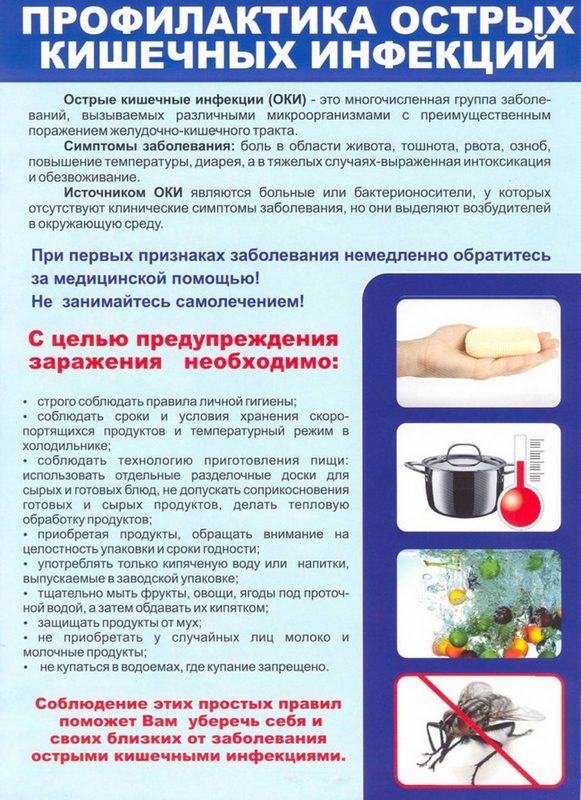 ПРОФИЛАКТИКА ОСТРЫХ
КИШЕЧНЫХ ИНФЕКЦИЙ
Острые кишечные инфекции (ОКИ) - это многочисленная группа заболе-
ваний, вызываемых различными микроорганизмами с преимущественным
поражением желудочно-кишечного тракта.
Симптомы заболевания: боль в области живота, тошнота, рвота, озноб,
повышение температуры, диарея, а в тяжелых случаях-выраженная интоксикация
и обезвоживание.
Источником ОКИ являются больные или бактерионосители, у которых
отсутствуют клинические симптомы заболевания, но они выделяют возбудителей
в окружающую среду.
При первых признаках заболевания немедленно обратитесь
за медицинской помощью!
Не занимайтесь самолечением!
С целью предупреждения
заражения необходимо:
• строго соблюдать правила личной гигиены;
• соблюдать сроки и условия хранения скоро-
портящихся продуктов и температурный режим в
холодильнике;
• соблюдать технологию приготовления пищи:
использовать отдельные разделочные доски для
сырых и готовых блюд, не допускать соприкосновения
готовых и сырых продуктов, делать тепловую
обработку продуктов;
• приобретая продукты, обращать внимание на
целостность упаковки и сроки годности;
• употреблять только кипяченую воду или напитки,
выпускаемые в заводской упаковке;
• тщательно мыть фрукты, овощи, ягоды под проточ-
ной водой, а затем обдавать их кипятком;
• защищать продукты от мух;
• не приобретать у случайных лиц молоко и
молочные продукты;
• не купаться в водоемах, где купание запрещено.
Соблюдение этих простых правил
поможет Вам уберечь себя и
своих близких от заболевания
острыми кишечными инфекциями.